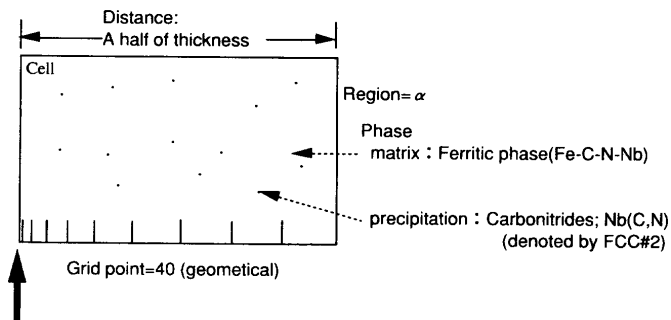 Distance:
A half of thickness
Cell
Region= α
Phase
matrix : Ferritic phase(Fe-C-N-Nb)
precipitation : Carbonitrides; Nb(C,N)
(denoted by FCC#2)
Grid point=40 (geometical)